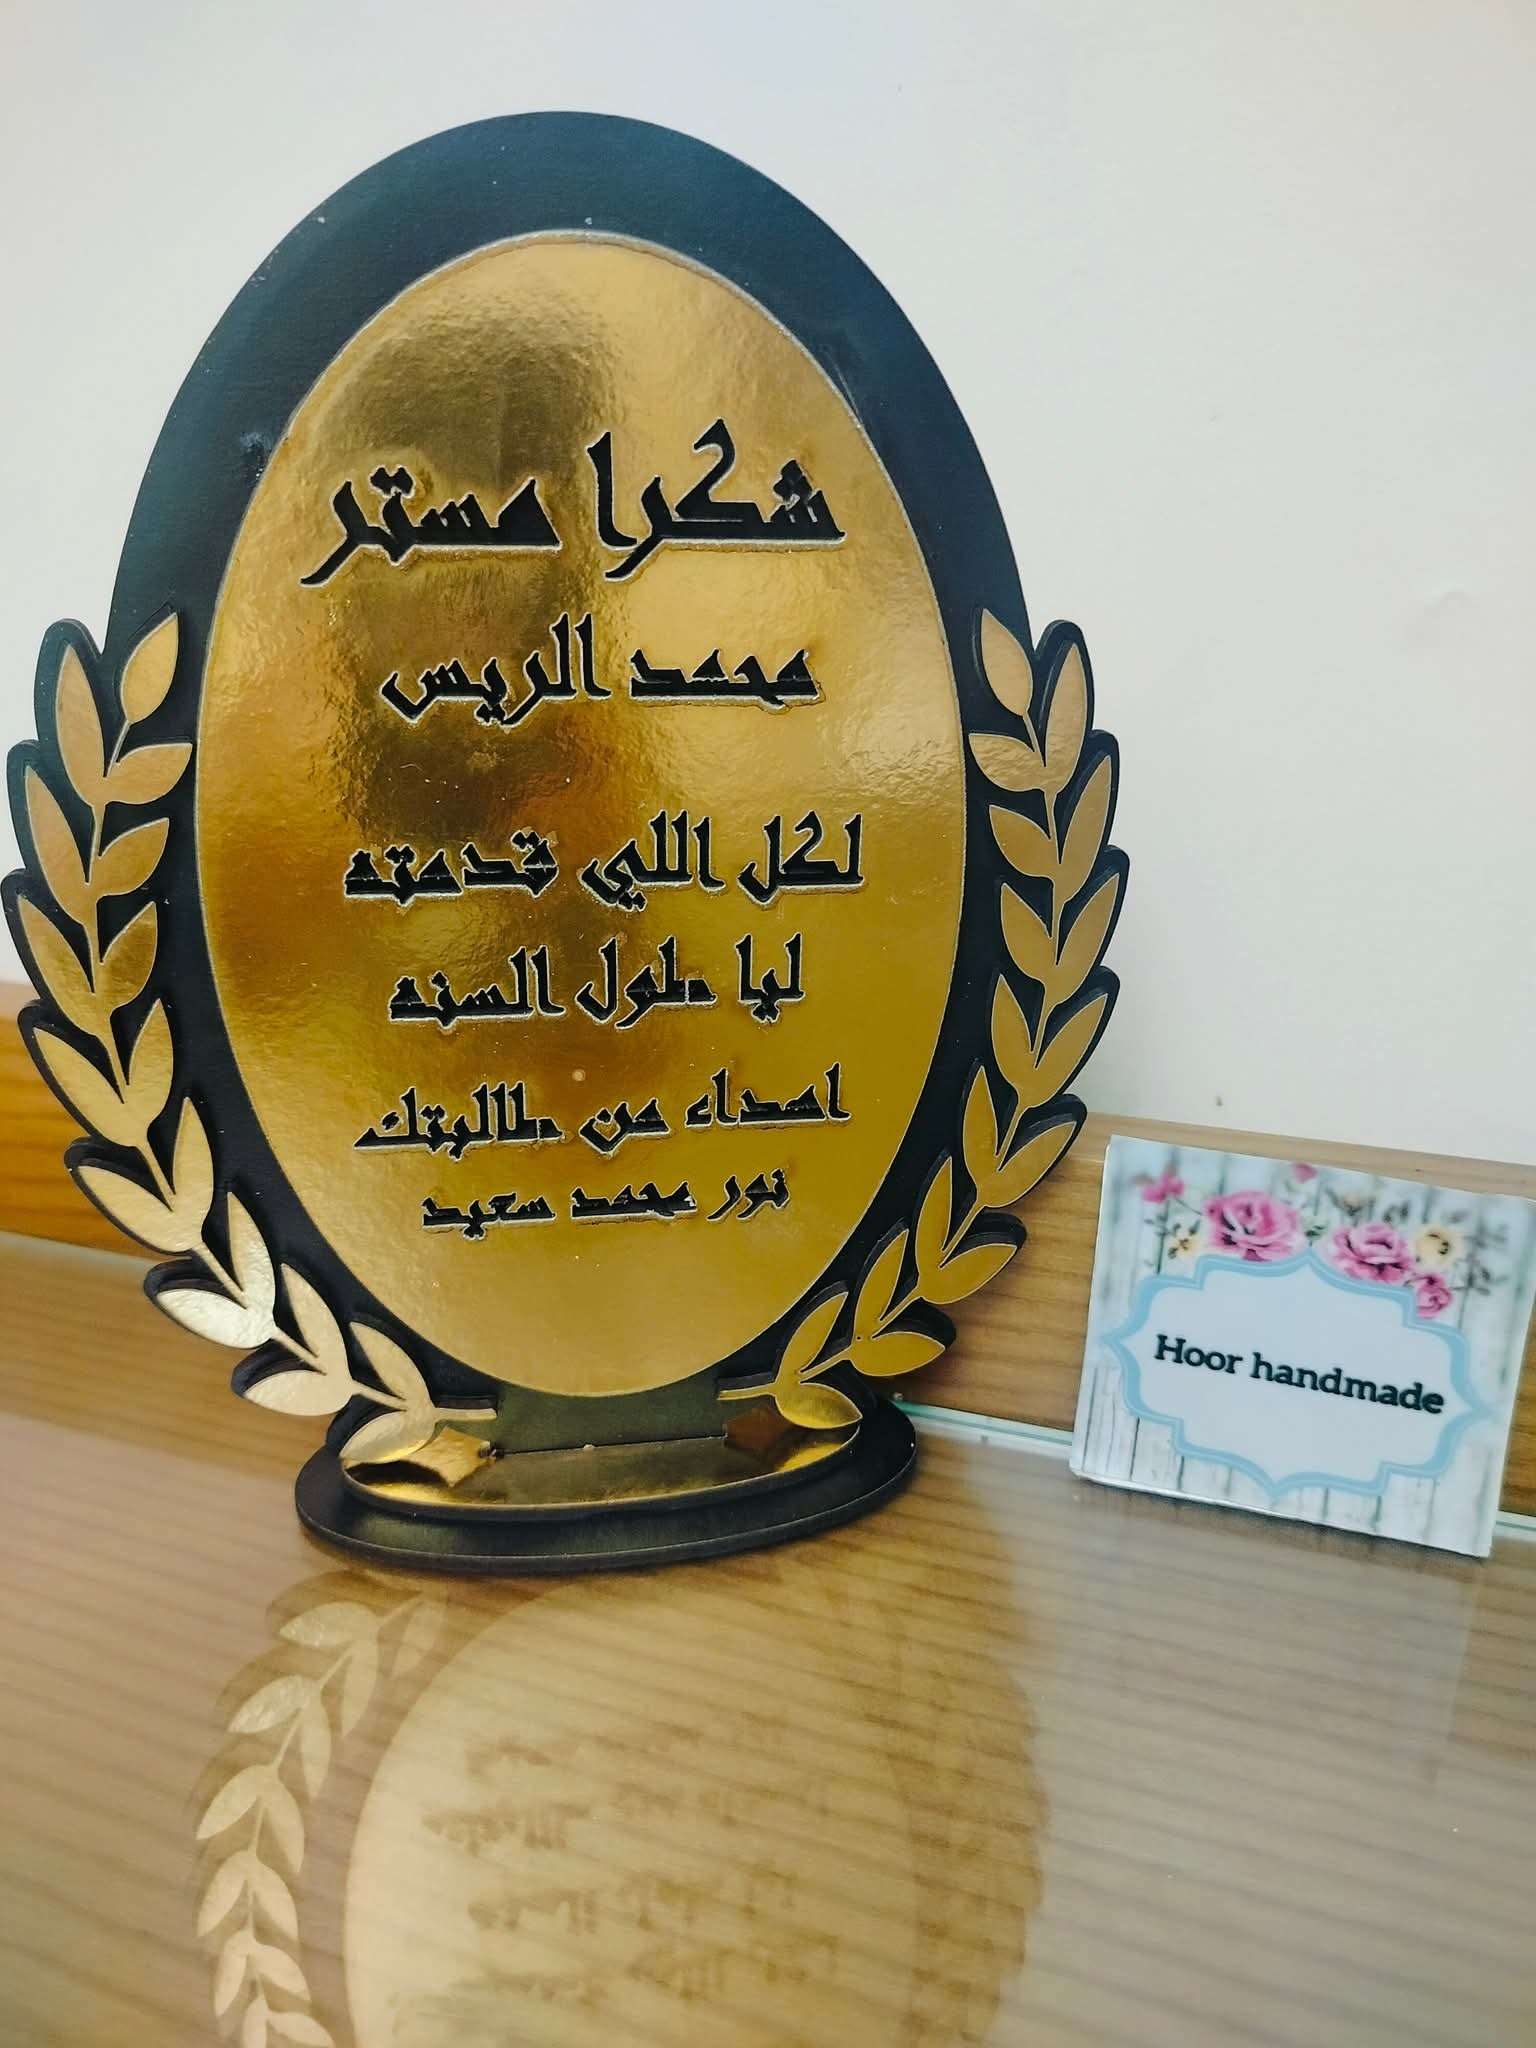 شكرا مستر
محمد الريس
لكل اللي قدمته
ليا طول السنه
اهداء من طالبتك
نور محمد سعيد
Hoor handmade